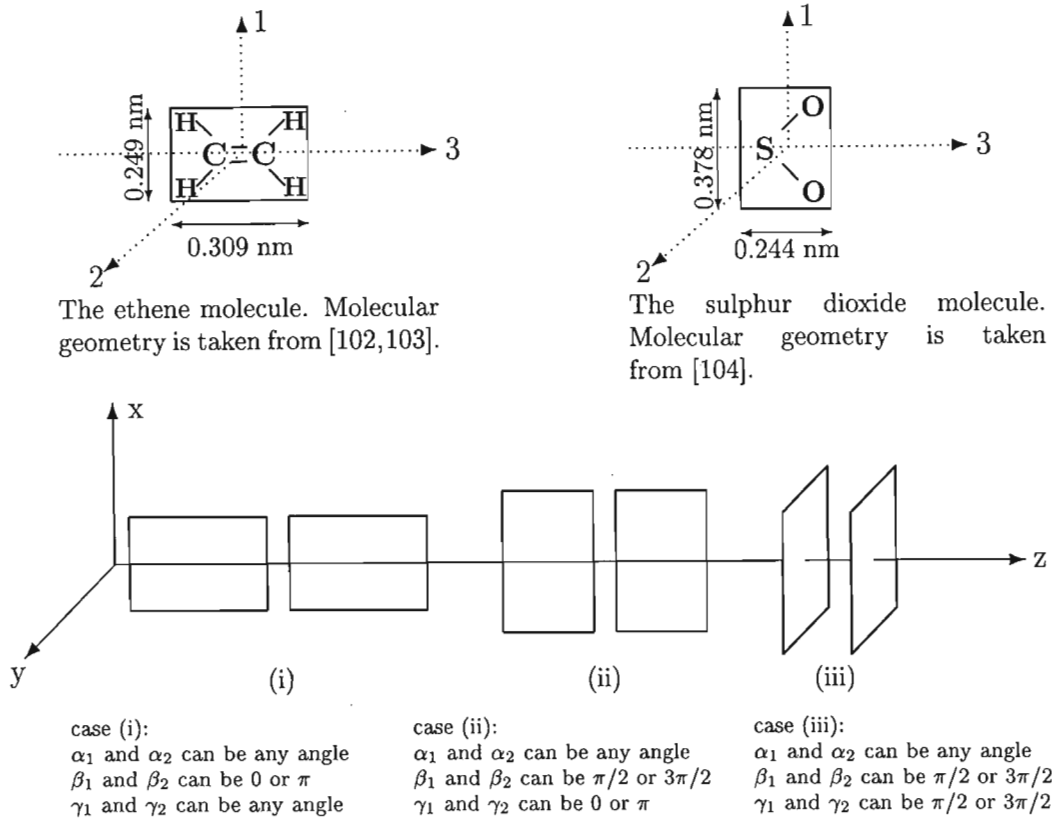 1
H H
C = C
H H
3
0.249 nm
0.309 nm
2
The ethene molecule. Molecular
geometry is taken from [102,103].
1
O
S
O
3
0.378 nm
0.244 nm
2
The sulphur dioxide molecule.
Molecular geometry is taken
from [104].
x
z
y
(i)
(ii)
(iii)
case (i):
α₁ and α₂ can be any angle
β₁ and β₂ can be 0 or π
γ₁ and γ₂ can be any angle
case (ii):
α₁ and α₂ can be any angle
β₁ and β₂ can be π/2 or 3π/2
γ₁ and γ₂ can be 0 or π
case (iii):
α₁ and α₂ can be any angle
β₁ and β₂ can be π/2 or 3π/2
γ₁ and γ₂ can be π/2 or 3π/2